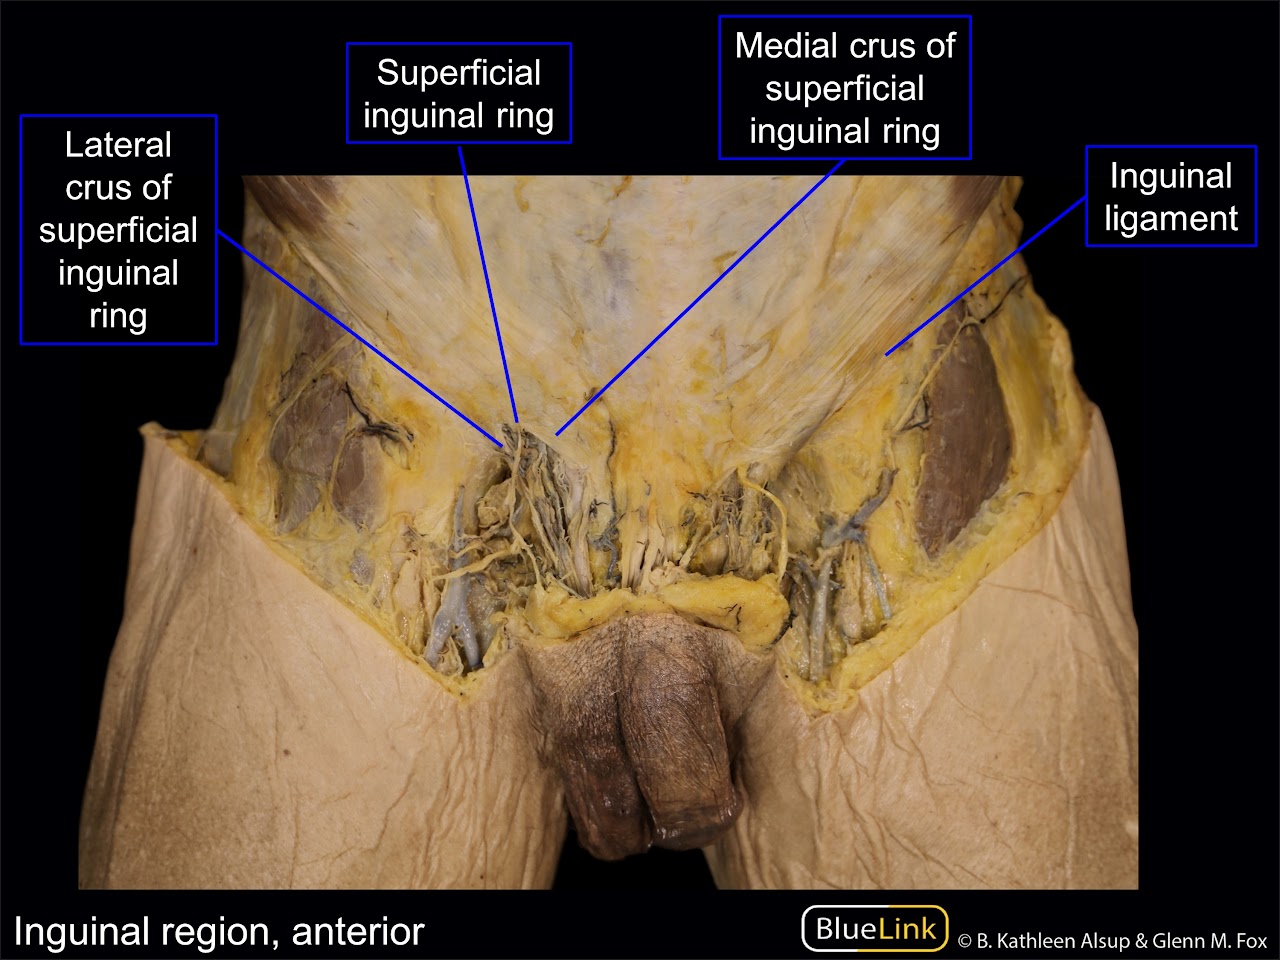 Superficial
inguinal ring
Medial crus of
superficial
inguinal ring
Lateral
crus of
superficial
inguinal
ring
Inguinal
ligament
Inguinal region, anterior
BlueLink
© B. Kathleen Alsup & Glenn M. Fox